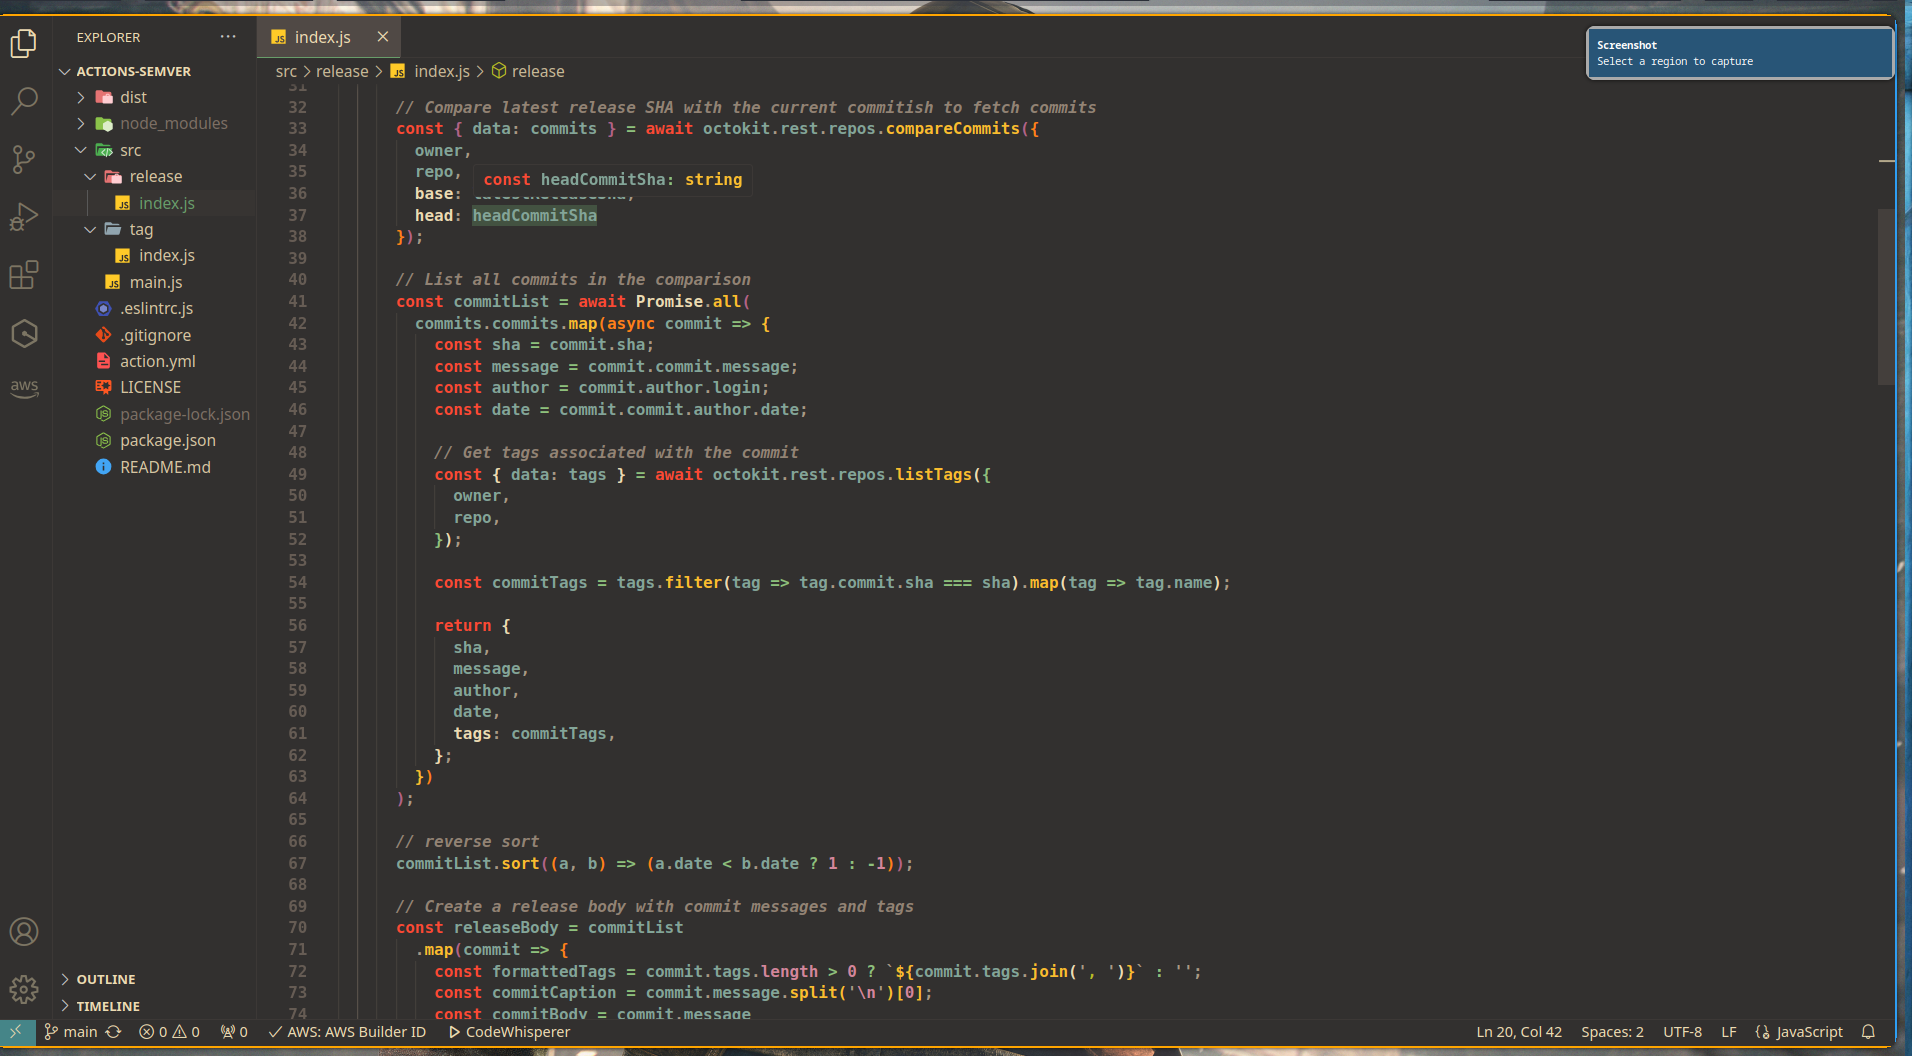 EXPLORER
ACTIONS-SEMVER
dist
node_modules
src
release
index.js
tag
index.js
main.js
.eslintrc.js
.gitignore
action.yml
LICENSE
package-lock.json
package.json
README.md
OUTLINE
TIMELINE
aws
index.js
src > release > index.js > release
Screenshot
Select a region to capture
31
32 // Compare latest release SHA with the current commitish to fetch commits
33 const { data: commits } = await octokit.rest.repos.compareCommits({
34 owner,
35 repo,
const headCommitSha: string
36 base: latestReleaseSha,
37 head: headCommitSha
38 });
39
40 // List all commits in the comparison
41 const commitList = await Promise.all(
42 commits.commits.map(async commit => {
43 const sha = commit.sha;
44 const message = commit.commit.message;
45 const author = commit.author.login;
46 const date = commit.commit.author.date;
47
48 // Get tags associated with the commit
49 const { data: tags } = await octokit.rest.repos.listTags({
50 owner,
51 repo,
52 });
53
54 const commitTags = tags.filter(tag => tag.commit.sha === sha).map(tag => tag.name);
55
56 return {
57 sha,
58 message,
59 author,
60 date,
61 tags: commitTags,
62 };
63 })
64 );
65
66 // reverse sort
67 commitList.sort((a, b) => (a.date < b.date ? 1 : -1));
68
69 // Create a release body with commit messages and tags
70 const releaseBody = commitList
71 .map(commit => {
72 const formattedTags = commit.tags.length > 0 ? `${commit.tags.join(', ')}` : '';
73 const commitCaption = commit.message.split('\n')[0];
74 const commitBody = commit.message
main 0 0 0 AWS: AWS Builder ID CodeWhisperer Ln 20, Col 42 Spaces: 2 UTF-8 LF JavaScript